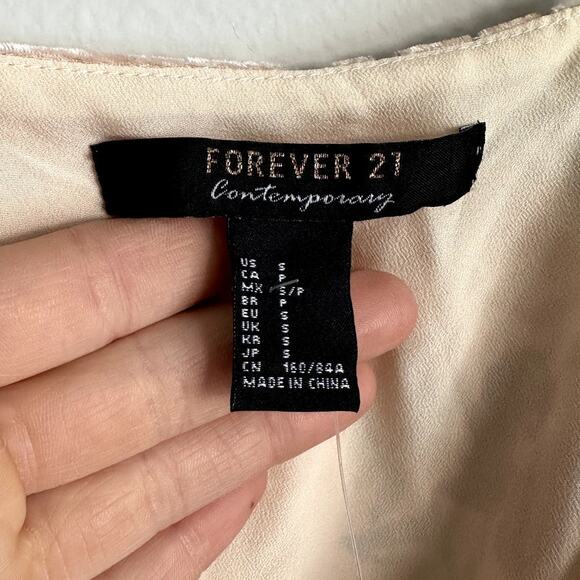 FOREVER 21
Contemporary
US S
CA P
MX S/P
BR P
EU S
UK S
KR S
JP S
CN 160/84A
MADE IN CHINA